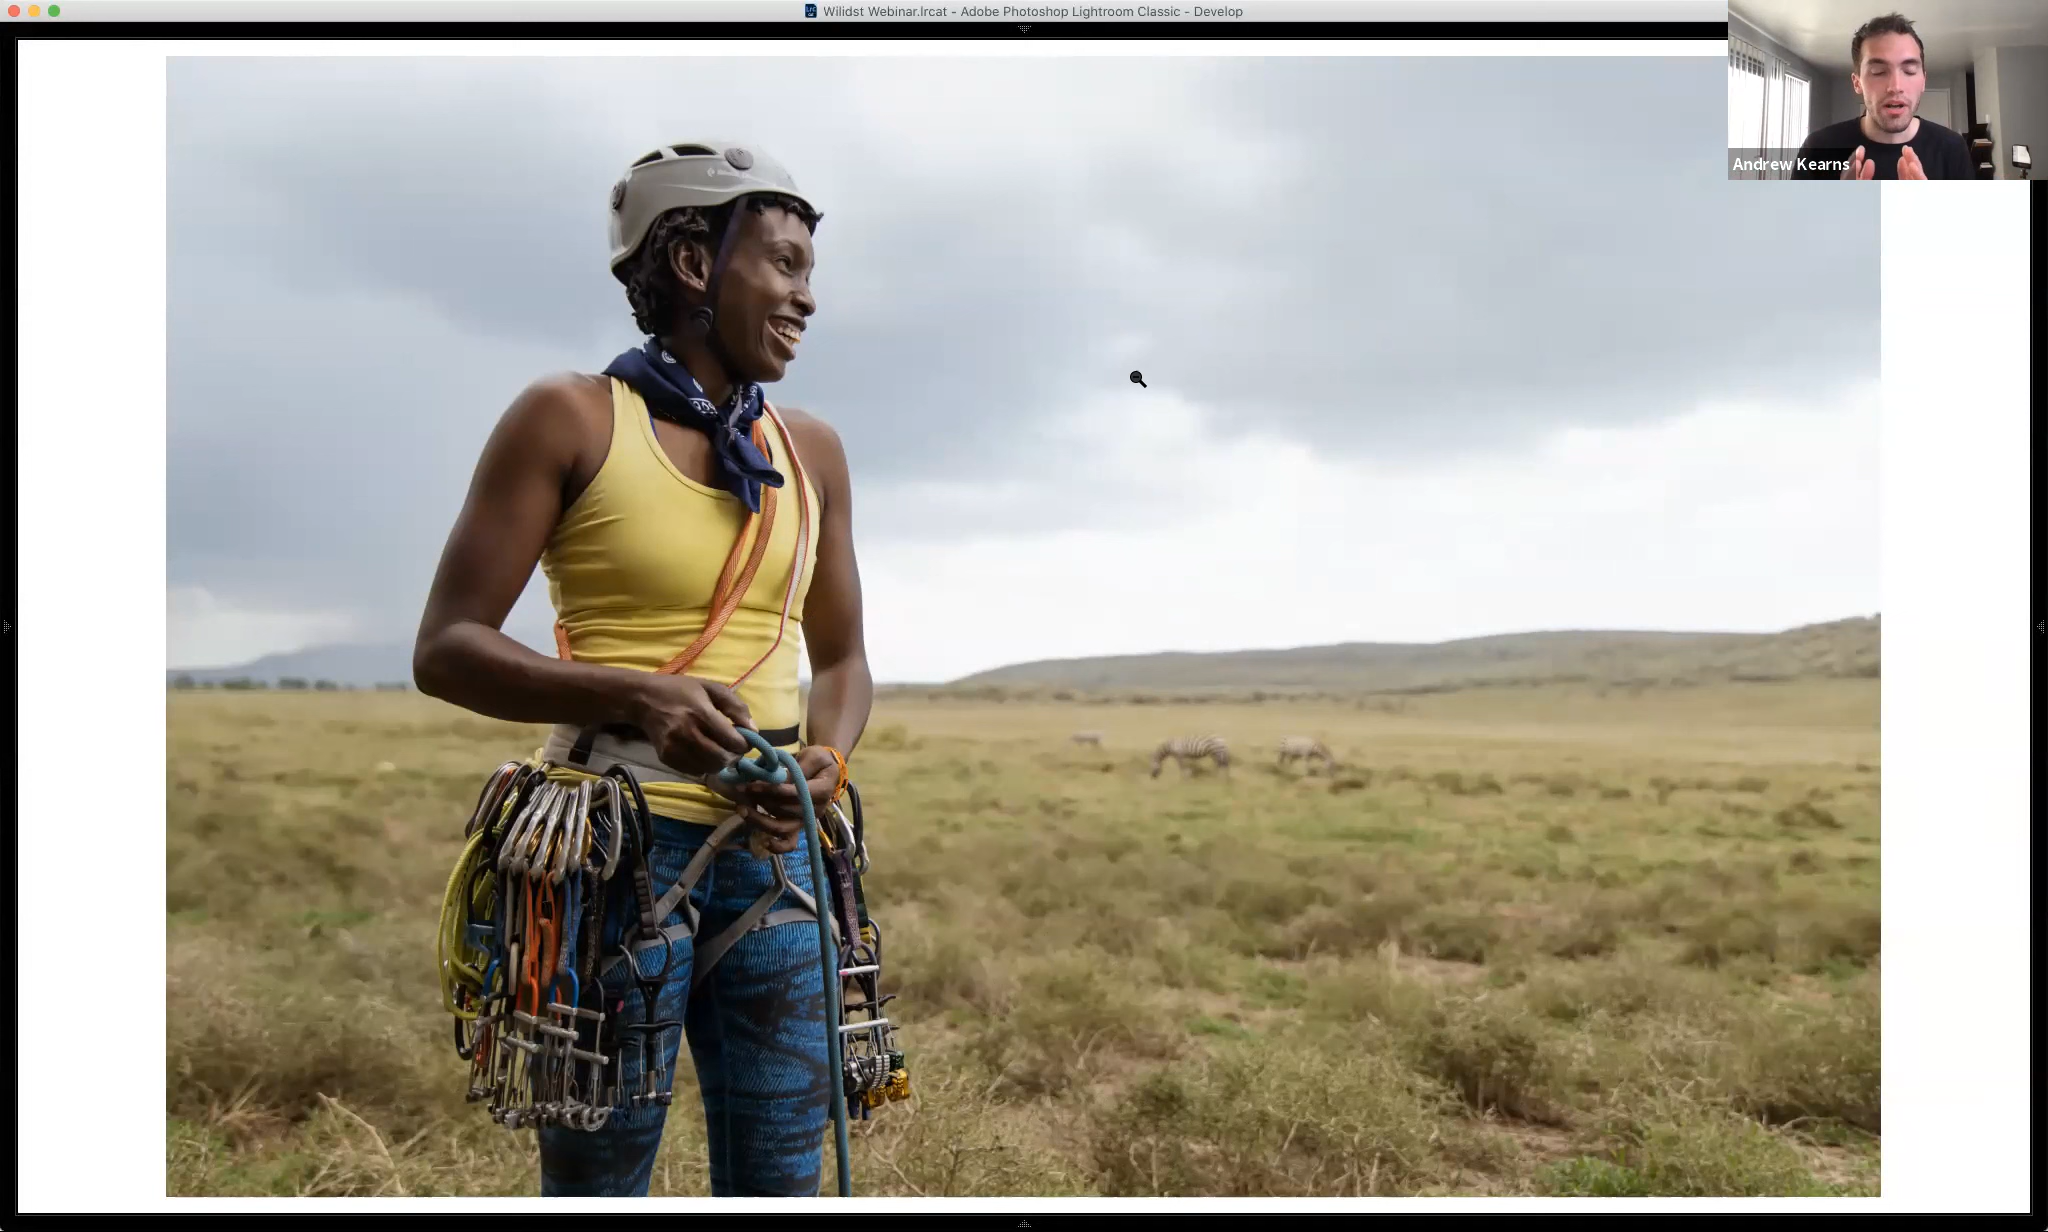 Wilidst Webinar.lrcat - Adobe Photoshop Lightroom Classic - Develop
Andrew Kearns